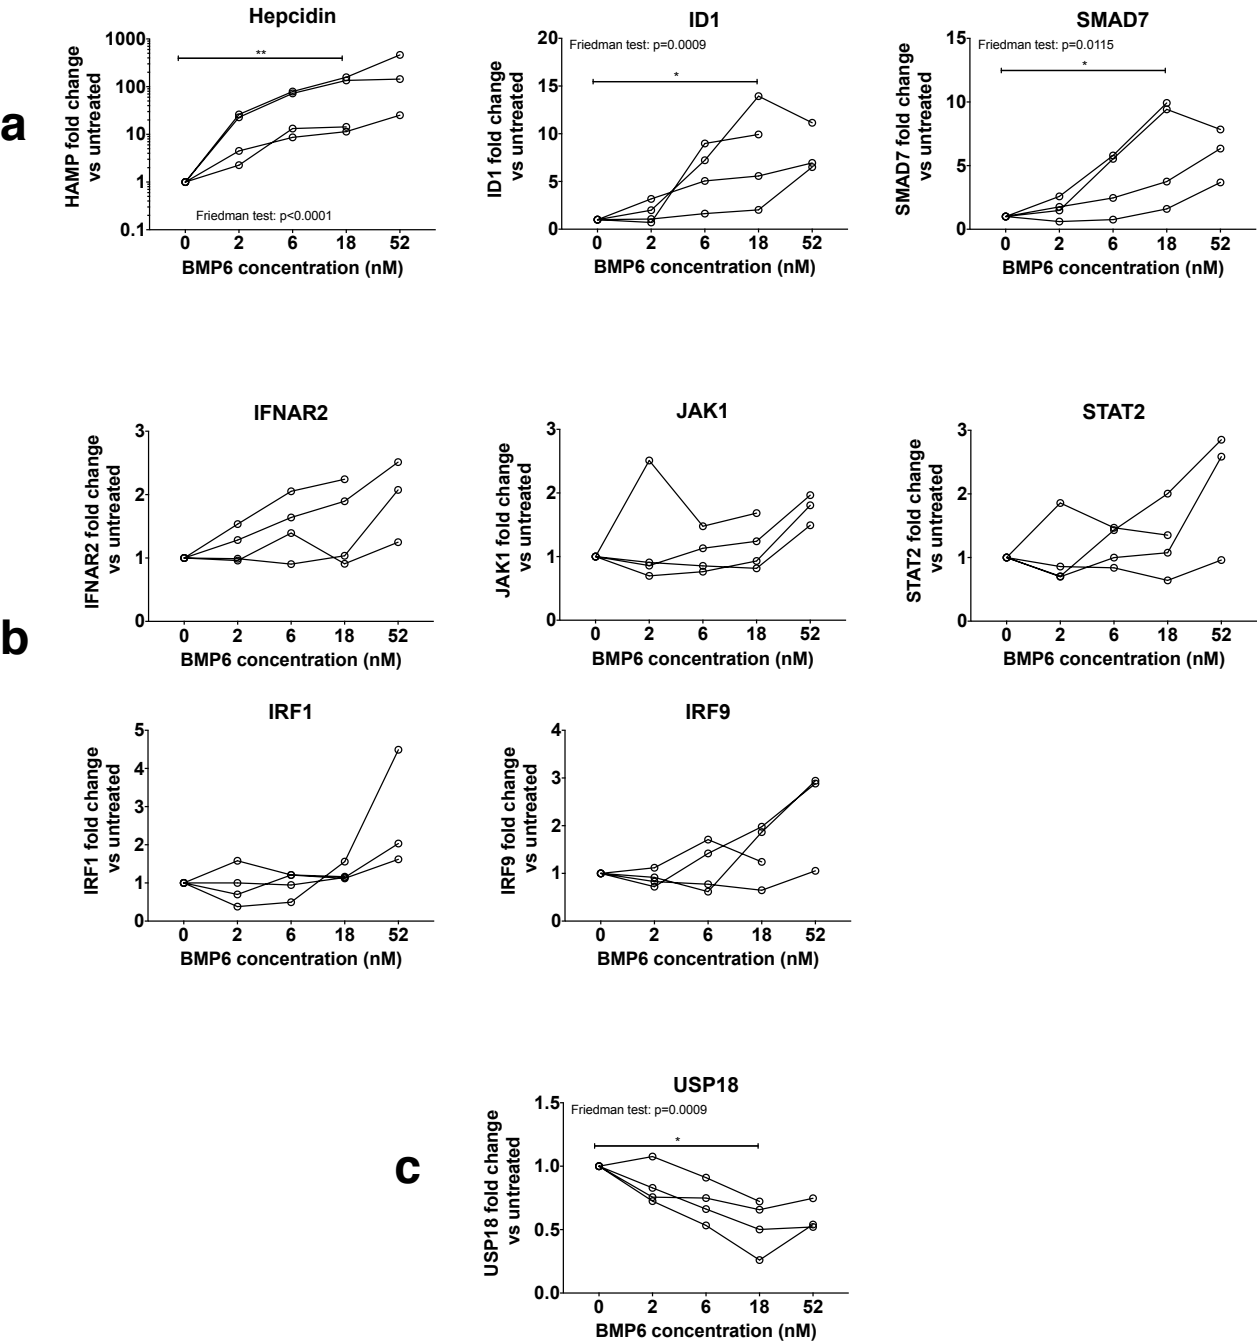 a
Hepcidin
HAMP fold change
vs untreated
1000
100
10
1
0.1
**
Friedman test: p<0.0001
0 2 6 18 52
BMP6 concentration (nM)
ID1
ID1 fold change
vs untreated
20
15
10
5
0
Friedman test: p=0.0009
*
0 2 6 18 52
BMP6 concentration (nM)
SMAD7
SMAD7 fold change
vs untreated
15
10
5
0
Friedman test: p=0.0115
*
0 2 6 18 52
BMP6 concentration (nM)
b
IFNAR2
IFNAR2 fold change
vs untreated
3
2
1
0
0 2 6 18 52
BMP6 concentration (nM)
JAK1
JAK1 fold change
vs untreated
3
2
1
0
0 2 6 18 52
BMP6 concentration (nM)
STAT2
STAT2 fold change
vs untreated
3
2
1
0
0 2 6 18 52
BMP6 concentration (nM)
IRF1
IRF1 fold change
vs untreated
5
4
3
2
1
0
0 2 6 18 52
BMP6 concentration (nM)
IRF9
IRF9 fold change
vs untreated
4
3
2
1
0
0 2 6 18 52
BMP6 concentration (nM)
c
USP18
USP18 fold change
vs untreated
1.5
1.0
0.5
0.0
Friedman test: p=0.0009
*
0 2 6 18 52
BMP6 concentration (nM)